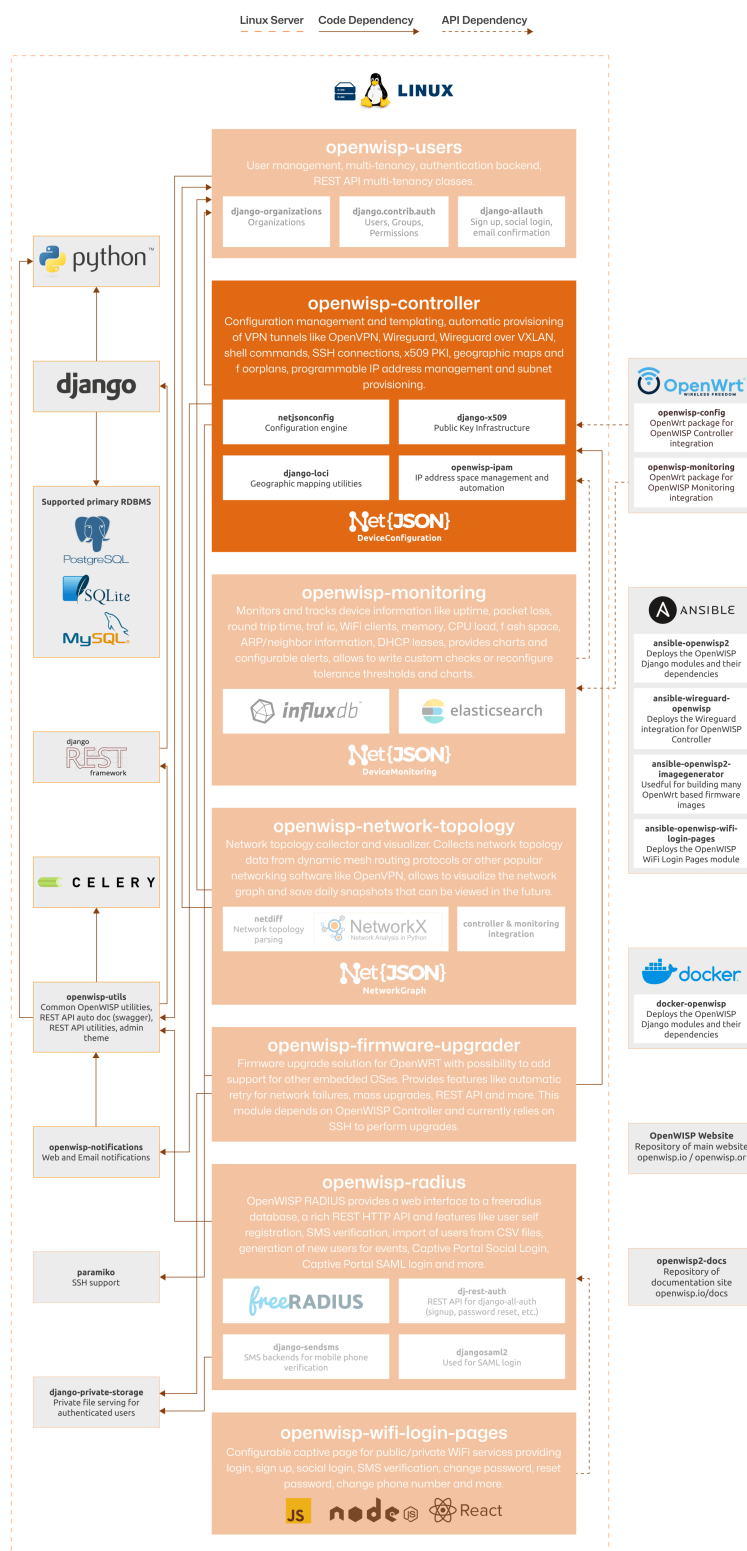 Linux Server Code Dependency API Dependency
LINUX
openwisp-users
User management, multi-tenancy, authentication backend,
REST API multi-tenancy classes.
django-organizations
Organizations
django.contrib.auth
Users, Groups,
Permissions
django-allauth
Sign up, social login,
email confirmation
python™
django
Supported primary RDBMS
PostgreSQL
SQLite
MySQL®
django
REST
framework
CELERY
openwisp-utils
Common OpenWISP utilities,
REST API auto doc (swagger),
REST API utilities, admin
theme
openwisp-notifications
Web and Email notifications
paramiko
SSH support
django-private-storage
Private file serving for
authenticated users
openwisp-controller
Configuration management and templating, automatic provisioning
of VPN tunnels like OpenVPN, Wireguard, Wireguard over VXLAN,
shell commands, SSH connections, x509 PKI, geographic maps and
f oorplans, programmable IP address management and subnet
provisioning.
netjsonconfig
Configuration engine
django-x509
Public Key Infrastructure
django-loci
Geographic mapping utilities
openwisp-ipam
IP address space management and
automation
Net{JSON}
DeviceConfiguration
openwisp-monitoring
Monitors and tracks device information like uptime, packet loss,
round trip time, traf ic, WiFi clients, memory, CPU load, f ash space,
ARP/neighbor information, DHCP leases, provides charts and
configurable alerts, allows to write custom checks or reconfigure
tolerance thresholds and charts.
influxdb
elasticsearch
Net{JSON}
DeviceMonitoring
openwisp-network-topology
Network topology collector and visualizer. Collects network topology
data from dynamic mesh routing protocols or other popular
networking software like OpenVPN, allows to visualize the network
graph and save daily snapshots that can be viewed in the future.
netdiff
Network topology
parsing
NetworkX
Network Analysis in Python
controller & monitoring
integration
Net{JSON}
NetworkGraph
openwisp-firmware-upgrader
Firmware upgrade solution for OpenWRT with possibility to add
support for other embedded OSes. Provides features like automatic
retry for network failures, mass upgrades, REST API and more. This
module depends on OpenWISP Controller and currently relies on
SSH to perform upgrades.
openwisp-radius
OpenWISP RADIUS provides a web interface to a freeradius
database, a rich REST HTTP API and features like user self
registration, SMS verification, import of users from CSV files,
generation of new users for events, Captive Portal Social Login,
Captive Portal SAML login and more.
freeRADIUS
dj-rest-auth
REST API for django-all-auth
(signup, password reset, etc.)
django-sendsms
SMS backends for mobile phone
verification
djangosaml2
Used for SAML login
openwisp-wifi-login-pages
Configurable captive page for public/private WiFi services providing
login, sign up, social login, SMS verification, change password, reset
password, change phone number and more.
JS
node JS
React
OpenWrt
WIRELESS FREEDOM
openwisp-config
OpenWrt package for
OpenWISP Controller
integration
openwisp-monitoring
OpenWrt package for
OpenWISP Monitoring
integration
ANSIBLE
ansible-openwisp2
Deploys the OpenWISP
Django modules and their
dependencies
ansible-wireguard-
openwisp
Deploys the Wireguard
integration for OpenWISP
Controller
ansible-openwisp2-
imagegenerator
Usedful for building many
OpenWrt based firmware
images
ansible-openwisp-wifi-
login-pages
Deploys the OpenWISP
WiFi Login Pages module
docker
docker-openwisp
Deploys the OpenWISP
Django modules and their
dependencies
OpenWISP Website
Repository of main website
openwisp.io / openwisp.or
openwisp2-docs
Repository of
documentation site
openwisp.io/docs